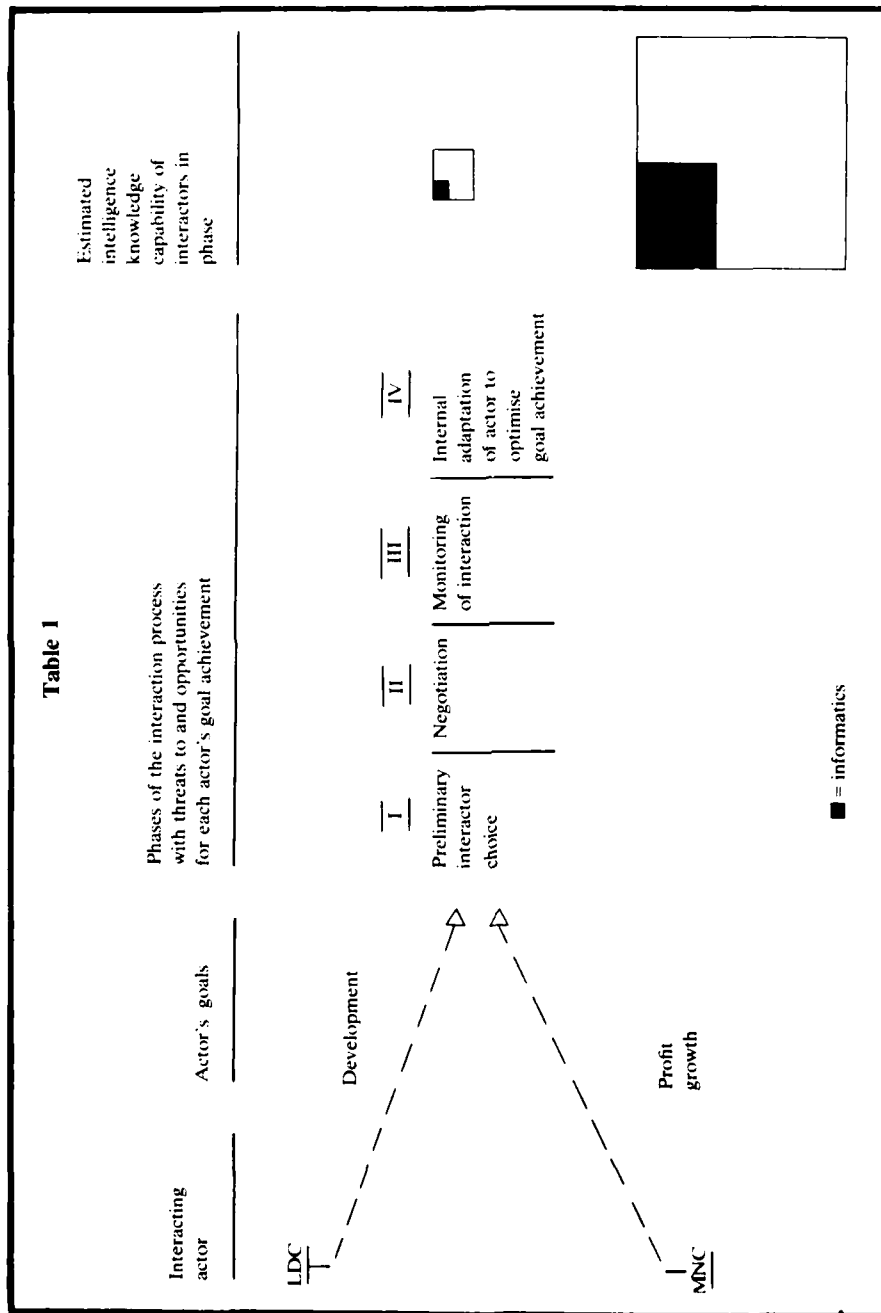 Table 1
Interacting
actor
Actor's goals
Phases of the interaction process
with threats to and opportunities
for each actor's goal achievement
Estimated
intelligence
knowledge
capability of
interactors in
phase
LDC
Development
I
II
III
IV
Preliminary
interactor
choice
Negotiation
Monitoring
of interaction
Internal
adaptation
of actor to
optimise
goal achievement
Profit
growth
MNC
■ = informatics